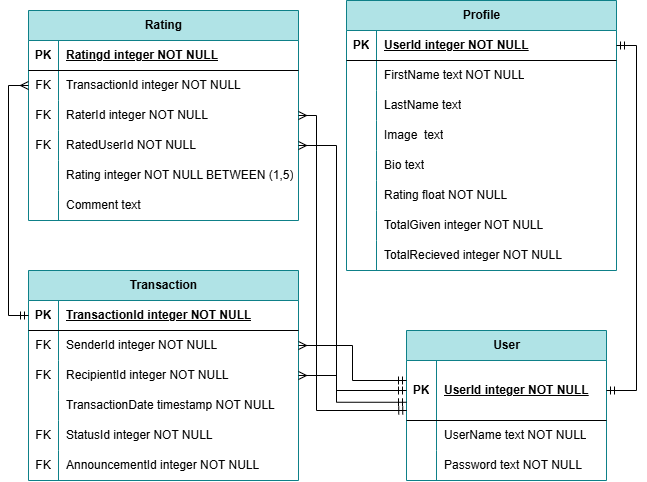 Rating
PK Ratingd integer NOT NULL
FK TransactionId integer NOT NULL
FK RaterId integer NOT NULL
FK RatedUserId NOT NULL
Rating integer NOT NULL BETWEEN (1,5)
Comment text
Profile
PK UserId integer NOT NULL
FirstName text NOT NULL
LastName text
Image text
Bio text
Rating float NOT NULL
TotalGiven integer NOT NULL
TotalRecieved integer NOT NULL
Transaction
PK TransactionId integer NOT NULL
FK SenderId integer NOT NULL
FK RecipientId integer NOT NULL
TransactionDate timestamp NOT NULL
FK StatusId integer NOT NULL
FK AnnouncementId integer NOT NULL
User
PK UserId integer NOT NULL
UserName text NOT NULL
Password text NOT NULL